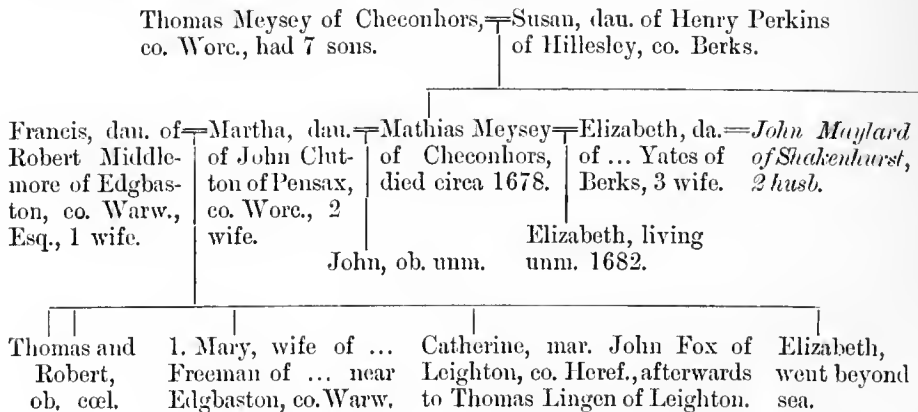 Thomas Meysey of Checonhors, Susan, dau. of Henry Perkins
co. Worc., had 7 sons. of Hillesley, co. Berks.
Francis, dau. of
Robert Middle-
more of Edgbas-
ton, co. Warw.,
Esq., 1 wife.
Martha, dau.
of John Clut-
ton of Pensax,
co. Worc., 2
wife.
Mathias Meysey
of Checonhors,
died circa 1678.
Elizabeth, da.
of ... Yates of
Berks, 3 wife.
John Maylard
of Shakenhurst,
2 husb.
John, ob. unm.
Elizabeth, living
unm. 1682.
Thomas and
Robert,
ob. cœl.
1. Mary, wife of ...
Freeman of ... near
Edgbaston, co. Warw.
Catherine, mar. John Fox of
Leighton, co. Heref., afterwards
to Thomas Lingen of Leighton.
Elizabeth,
went beyond
sea.